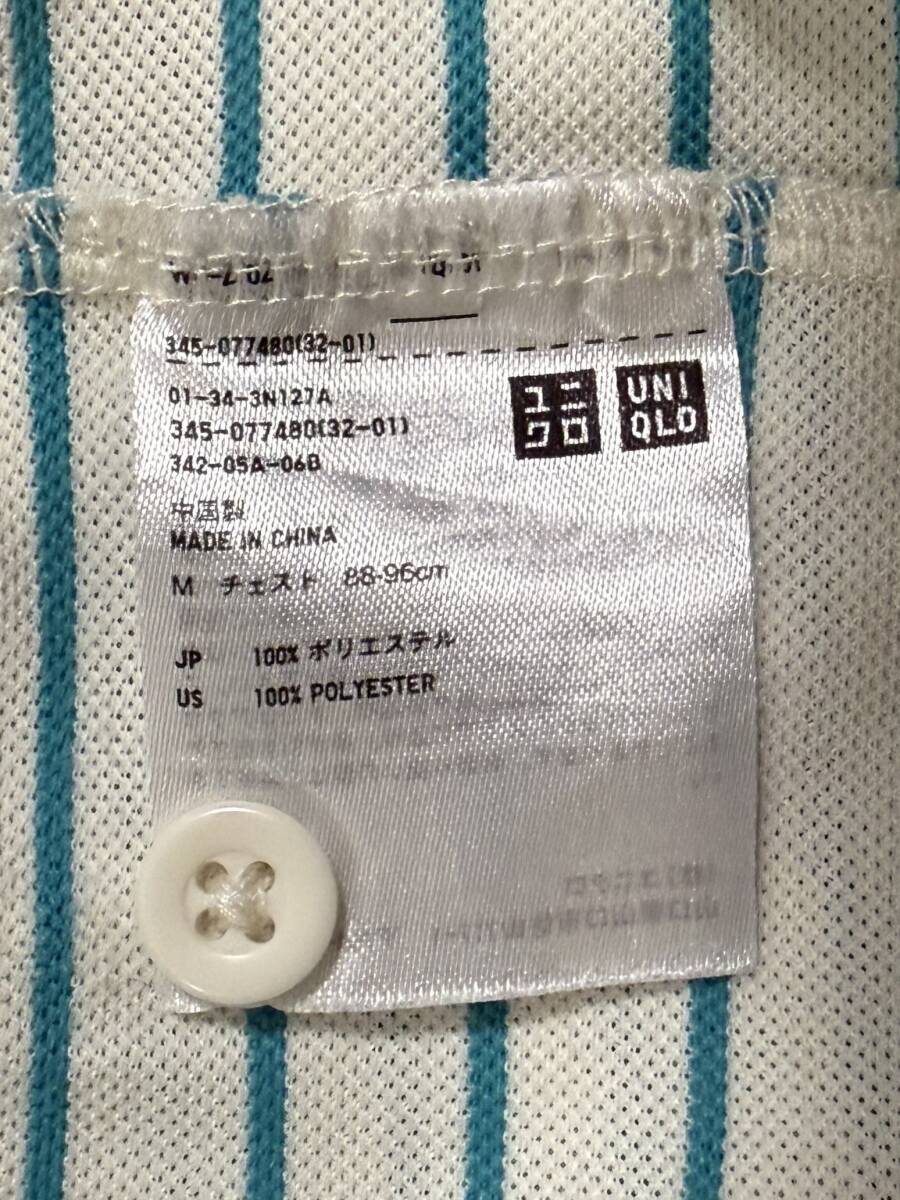 345-077480(32-01)
01-34-3N127A
345-077480(32-01)
342-05A-06B
ユニ
クロ
UNI
QLO
中国製
MADE IN CHINA
M チェスト 88-96cm
JP 100% ポリエステル
US 100% POLYESTER